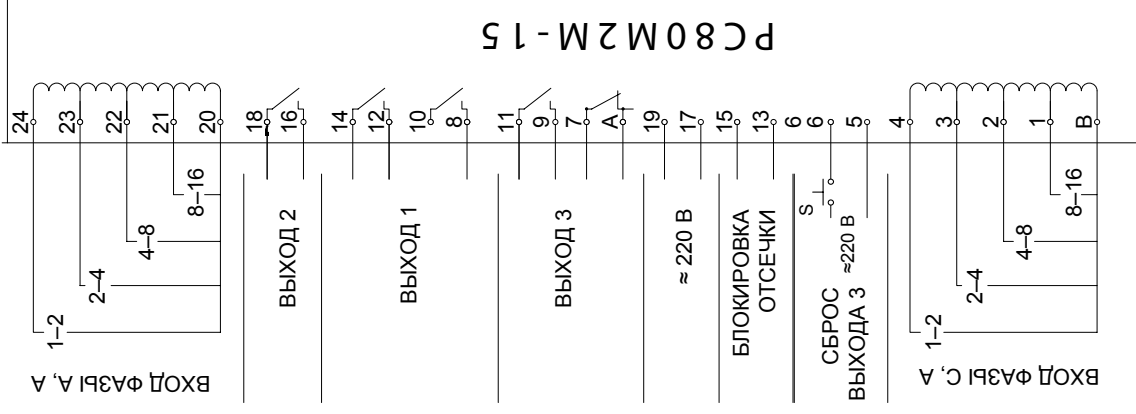 РС80М2М-15
24
23
22
21
20
18
16
14
12
10
8
11
9
7
А
19
17
15
13
6
6
5
4
3
2
1
В
8–16
4–8
2–4
1–2
ВХОД ФАЗЫ А, А
ВЫХОД 2
ВЫХОД 1
ВЫХОД 3
≈ 220 В
БЛОКИРОВКА
ОТСЕЧКИ
S
≈220 В
СБРОС
ВЫХОДА 3
8–16
4–8
2–4
1–2
ВХОД ФАЗЫ С, А